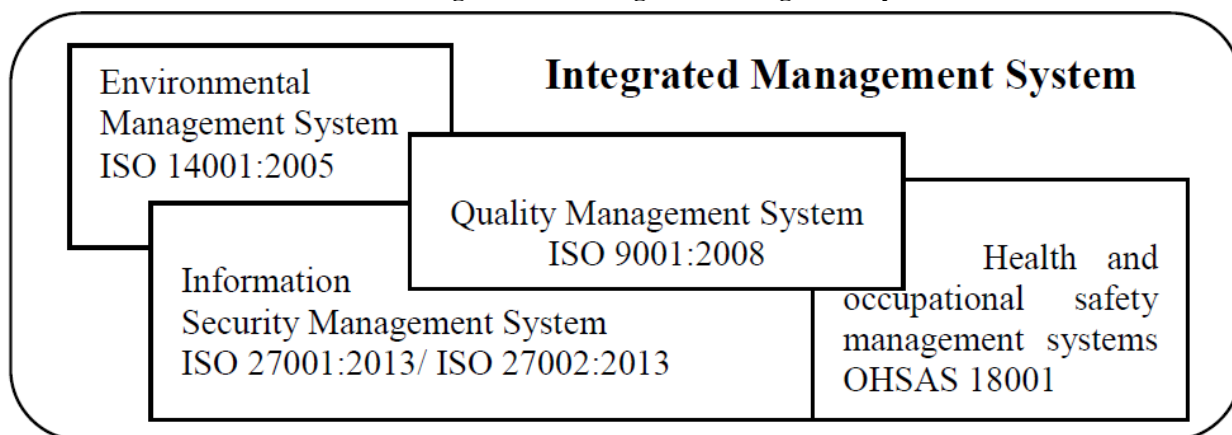 Integrated Management System
Environmental
Management System
ISO 14001:2005
Quality Management System
ISO 9001:2008
Information
Security Management System
ISO 27001:2013/ ISO 27002:2013
Health and
occupational safety
management systems
OHSAS 18001